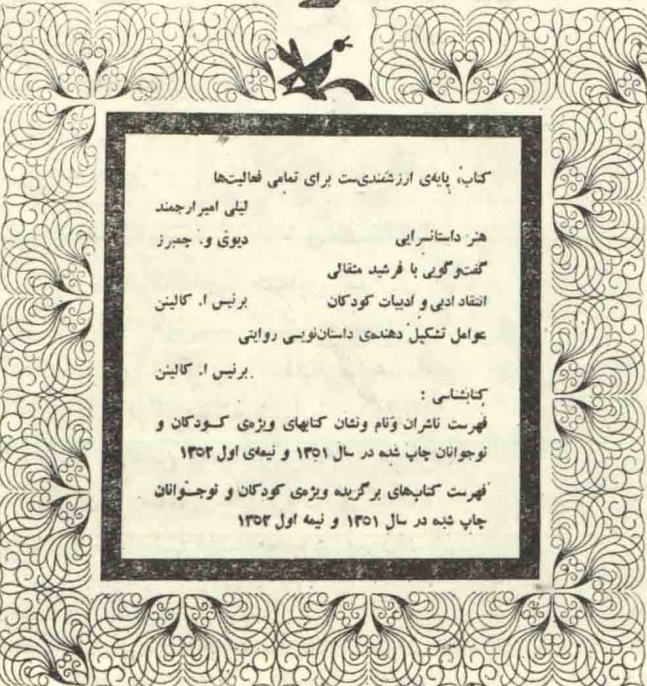 کتاب، پایه‌ی ارزشمندی‌ست برای تمامی فعالیت‌ها
لیلی امیرارجمند
هنر داستانسرایی دیوی و. چمبرز
گفت‌وگویی با فرشید مثقالی
انتقاد ادبی و ادبیات کودکان برنیس ا. کالینن
عوامل تشکیل دهنده‌ی داستان‌نویسی روایتی
برنیس ا. کالینن
کتابشناسی :
فهرست ناشران و نام و نشان کتابهای ویژه‌ی کودکان و
نوجوانان چاپ شده در سال ۱۳۵۱ و نیمه‌ی اول ۱۳۵۲
فهرست کتاب‌های برگزیده ویژه‌ی کودکان و نوجوانان
چاپ شده در سال ۱۳۵۱ و نیمه اول ۱۳۵۲